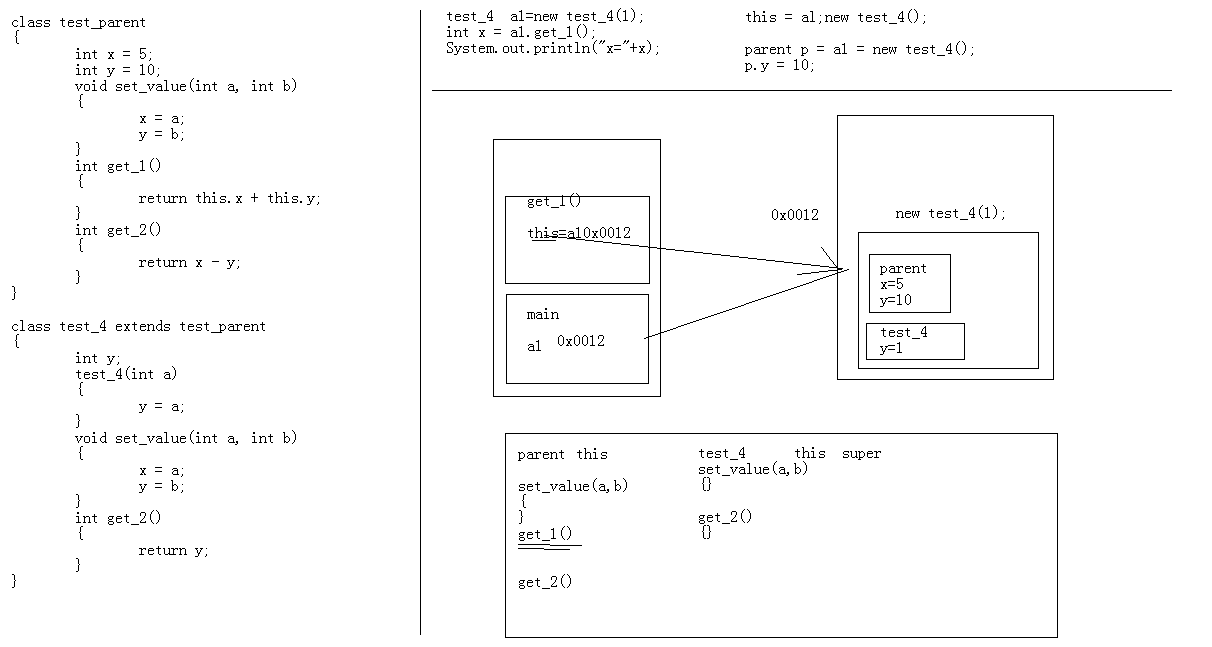 class test_parent
{
int x = 5;
int y = 10;
void set_value(int a, int b)
{
x = a;
y = b;
}
int get_1()
{
return this.x + this.y;
}
int get_2()
{
return x - y;
}
}
class test_4 extends test_parent
{
int y;
test_4(int a)
{
y = a;
}
void set_value(int a, int b)
{
x = a;
y = b;
}
int get_2()
{
return y;
}
}
test_4 a1=new test_4(1);
int x = a1.get_1();
System.out.println("x="+x);
this = a1;new test_4();
parent p = a1 = new test_4();
p.y = 10;
get_1()
this=a10x0012
main
a1 0x0012
0x0012
new test_4(1);
parent
x=5
y=10
test_4
y=1
parent this
set_value(a,b)
{
}
get_1()
get_2()
test_4 this super
set_value(a,b)
{}
get_2()
{}